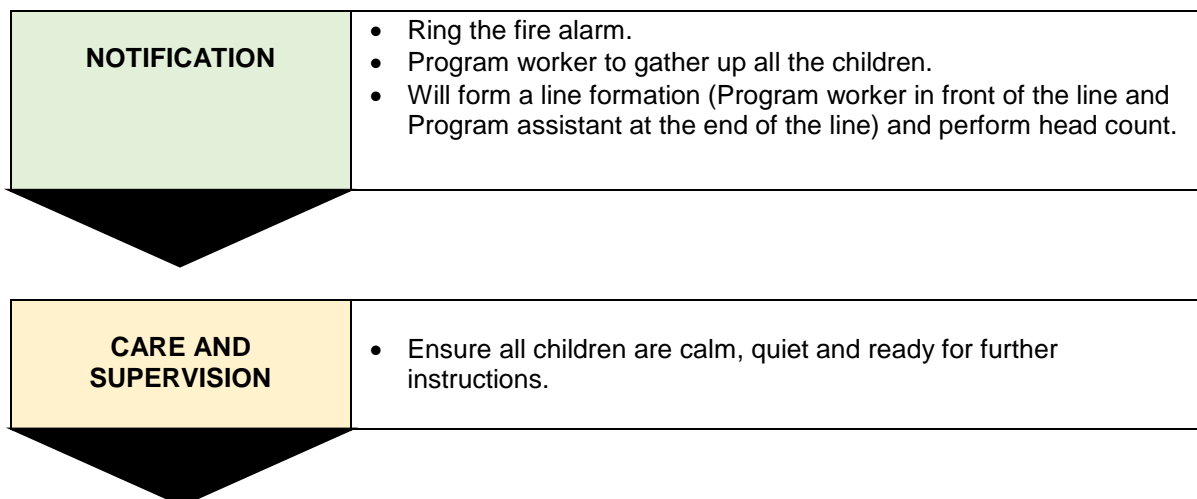 NOTIFICATION
• Ring the fire alarm.
• Program worker to gather up all the children.
• Will form a line formation (Program worker in front of the line and
Program assistant at the end of the line) and perform head count.
CARE AND
SUPERVISION
• Ensure all children are calm, quiet and ready for further
instructions.